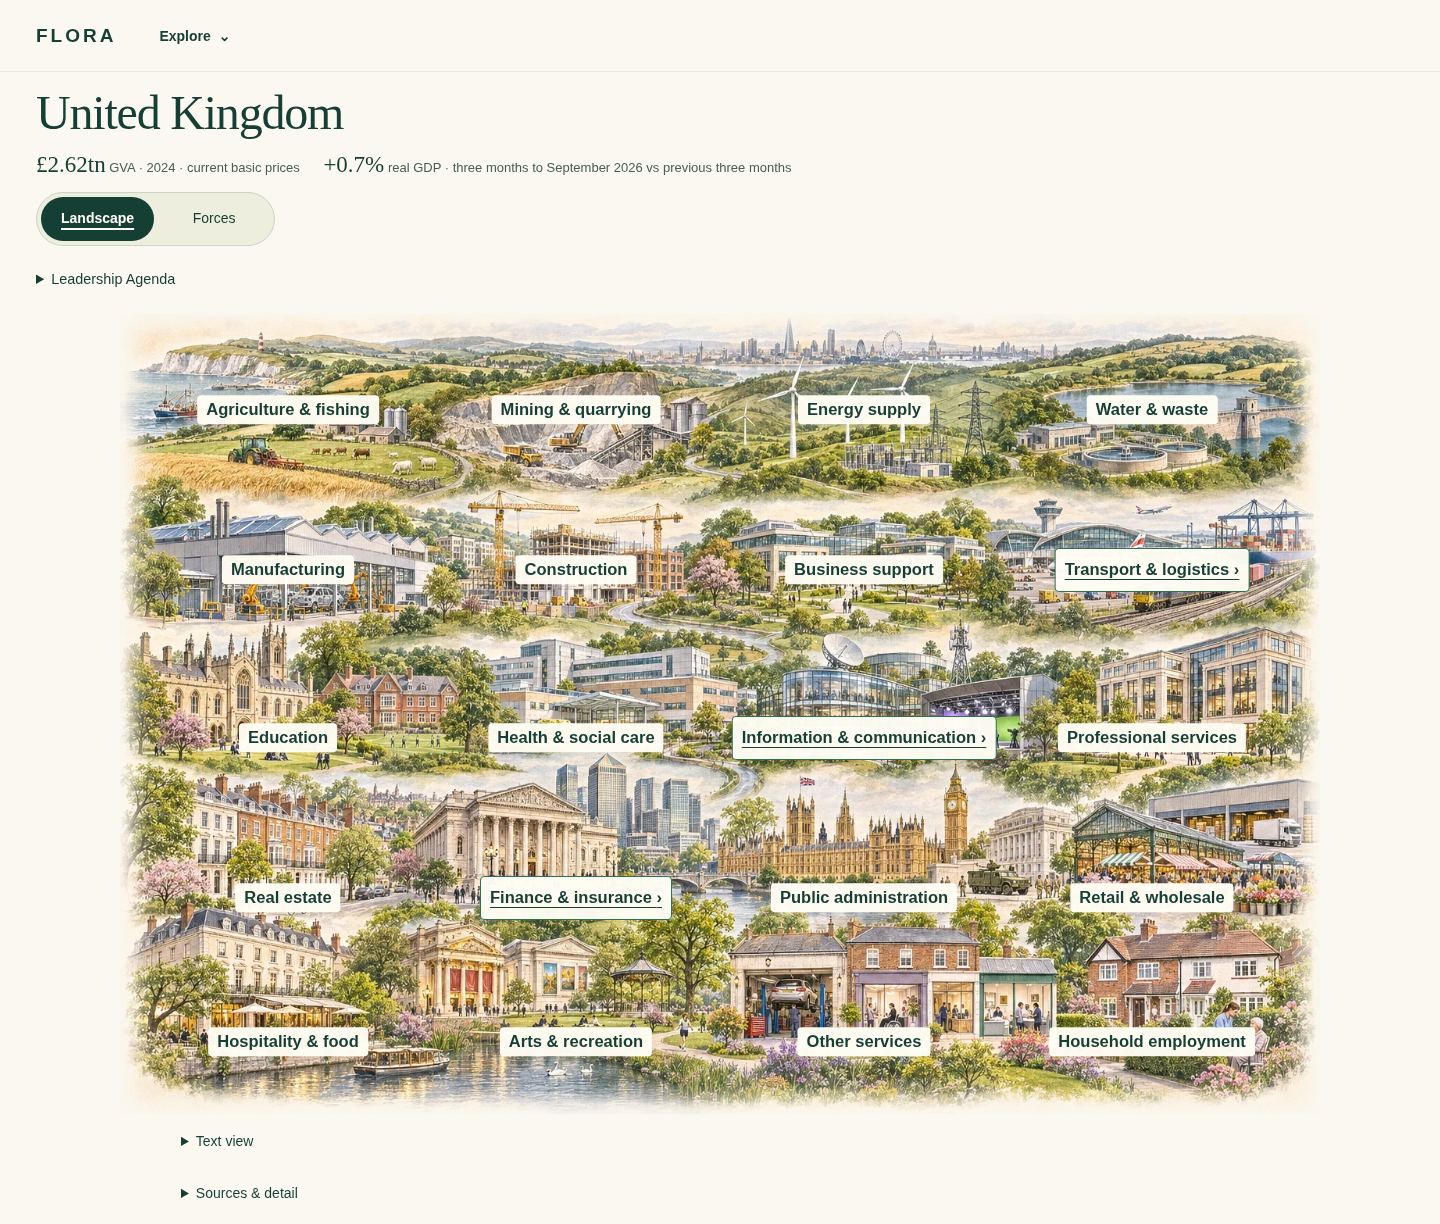 FLORA
Explore
United Kingdom
£2.62tn GVA · 2024 · current basic prices +0.7% real GDP · three months to September 2026 vs previous three months
Landscape Forces
Leadership Agenda
Agriculture & fishing Mining & quarrying Energy supply Water & waste
Manufacturing Construction Business support Transport & logistics ›
Education Health & social care Information & communication › Professional services
Real estate Finance & insurance › Public administration Retail & wholesale
Hospitality & food Arts & recreation Other services Household employment
Text view
Sources & detail